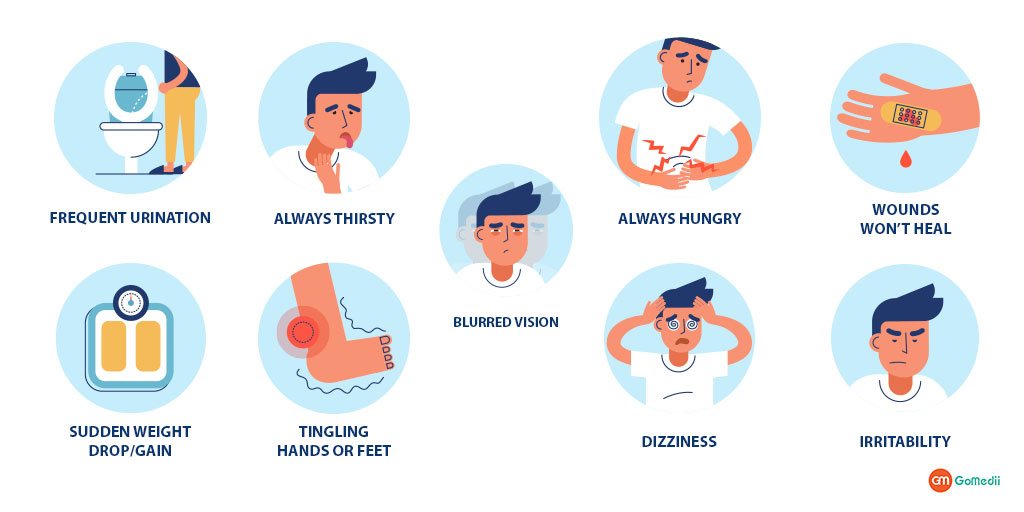 FREQUENT URINATION
ALWAYS THIRSTY
BLURRED VISION
ALWAYS HUNGRY
WOUNDS
WON’T HEAL
SUDDEN WEIGHT
DROP/GAIN
TINGLING
HANDS OR FEET
DIZZINESS
IRRITABILITY
GM GoMedii